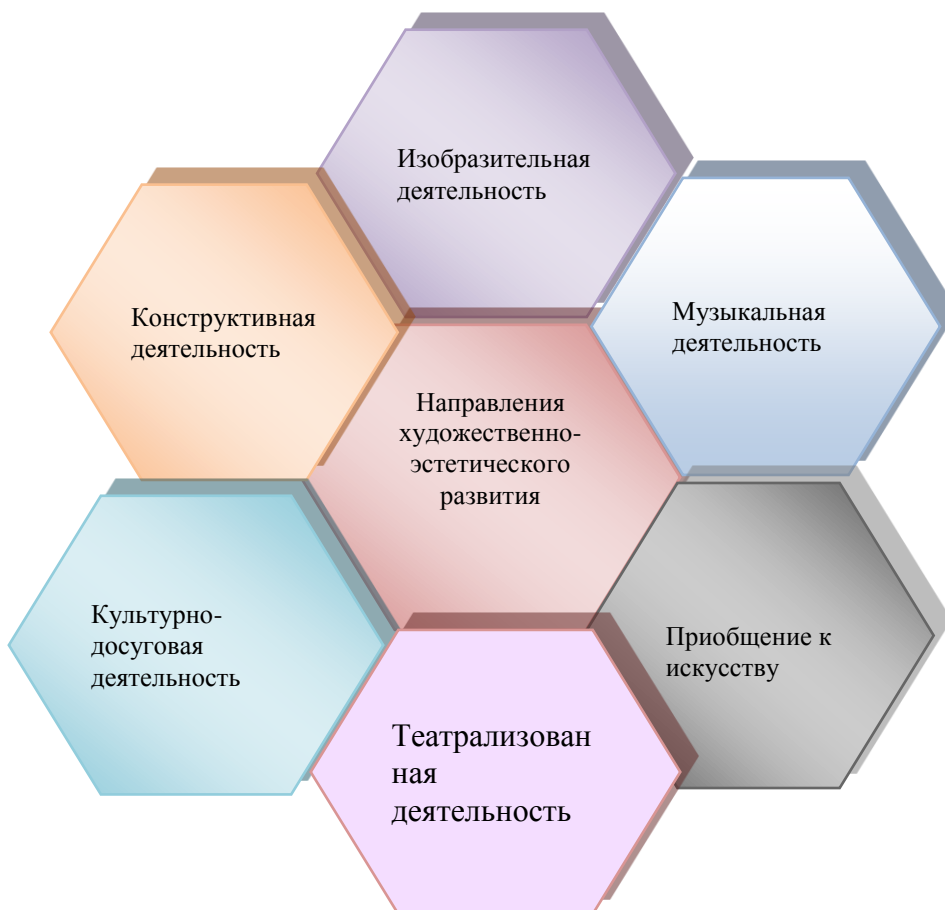 Изобразительная
деятельность
Конструктивная
деятельность
Музыкальная
деятельность
Направления
художественно-
эстетического
развития
Культурно-
досуговая
деятельность
Приобщение к
искусству
Театрализован
ная
деятельность